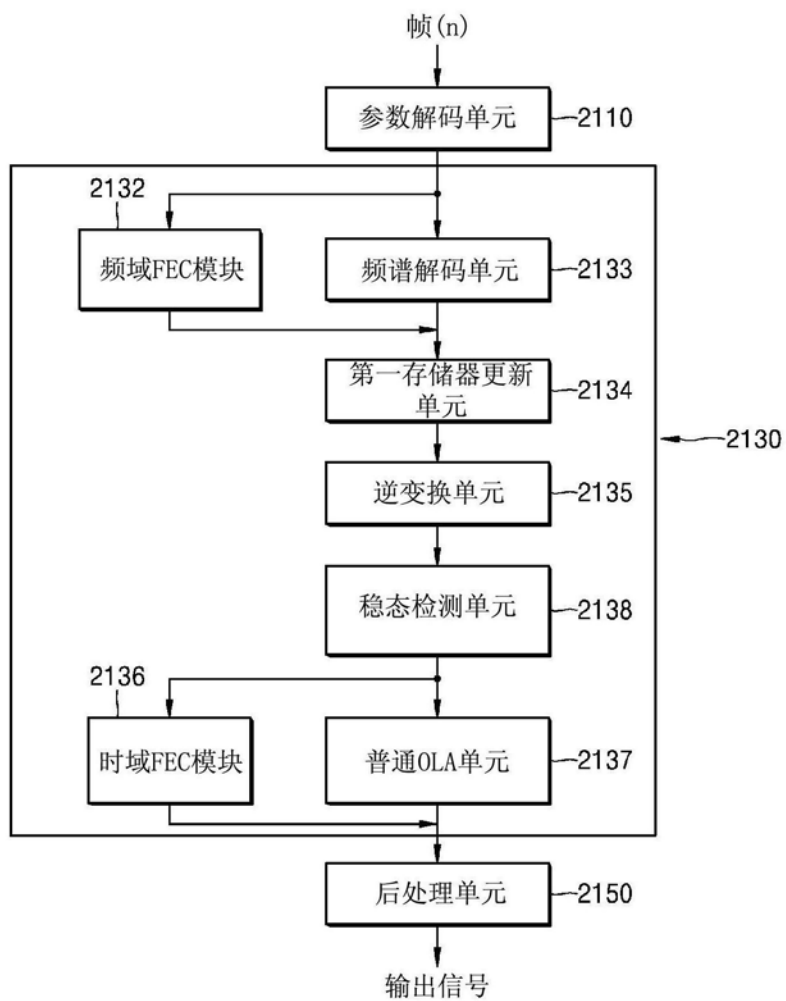 帧(n)
参数解码单元
2110
2132
频域FEC模块
频谱解码单元
2133
第一存储器更新
单元
2134
2130
逆变换单元
2135
稳态检测单元
2138
2136
时域FEC模块
普通OLA单元
2137
后处理单元
2150
输出信号